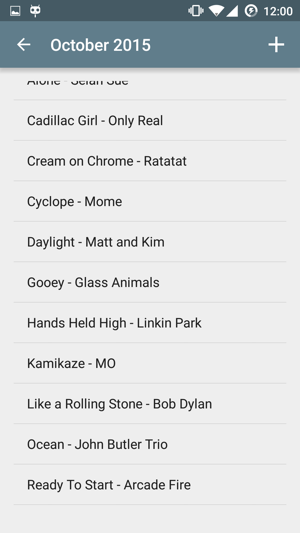 12:00
October 2015
Alone - Selah Sue
Cadillac Girl - Only Real
Cream on Chrome - Ratatat
Cyclope - Mome
Daylight - Matt and Kim
Gooey - Glass Animals
Hands Held High - Linkin Park
Kamikaze - MO
Like a Rolling Stone - Bob Dylan
Ocean - John Butler Trio
Ready To Start - Arcade Fire